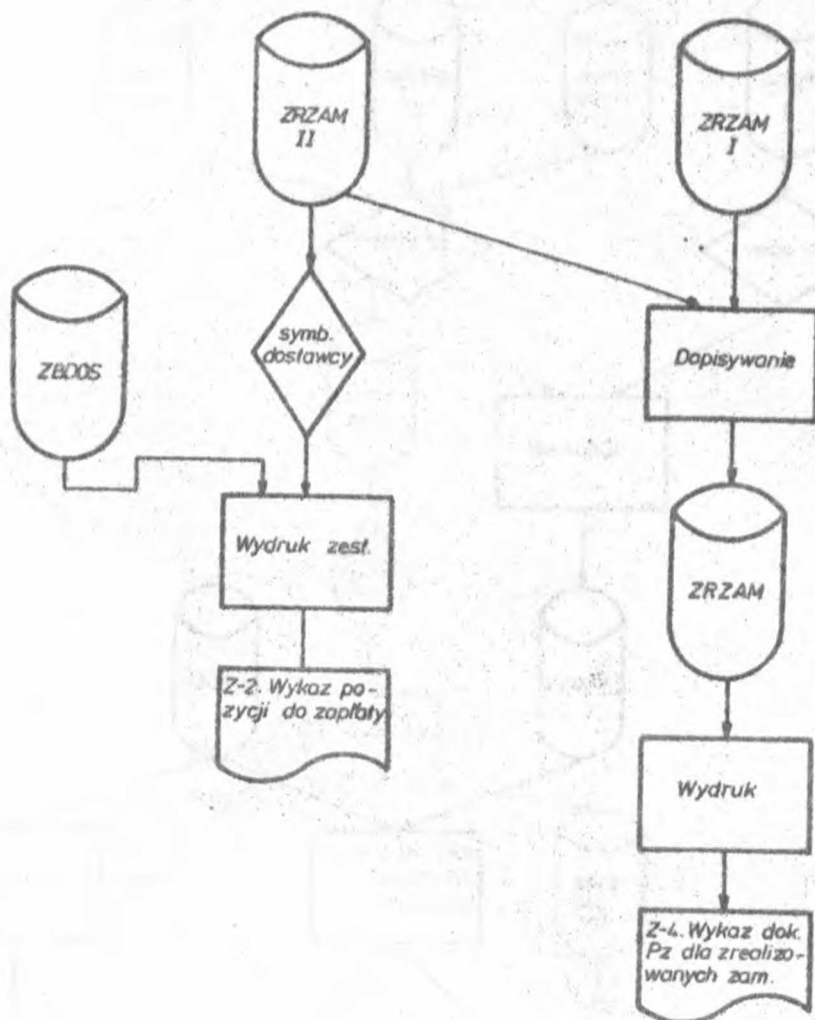 ZRZAM
II
ZRZAM
I
ZBDOS
symb.
dostawcy
Dopisywanie
Wydruk zest.
ZRZAM
Z-2. Wykaz po-
zycji do zapłaty
Wydruk
Z-4. Wykaz dok.
Pz dla zrealizo-
wanych zam.